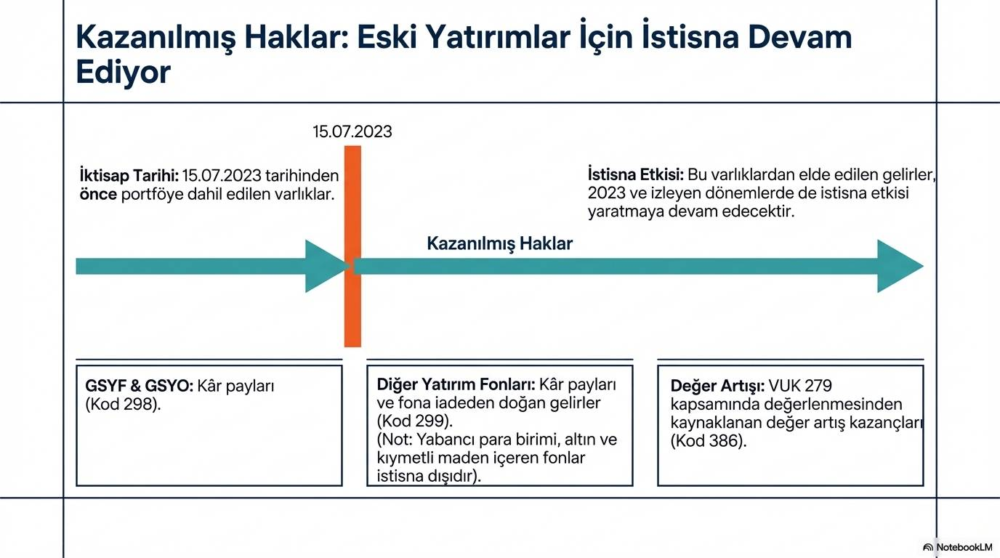 Kazanılmış Haklar: Eski Yatırımlar İçin İstisna Devam
Ediyor
15.07.2023
İktisap Tarihi: 15.07.2023 tarihinden
önce portföye dahil edilen varlıklar.
İstisna Etkisi: Bu varlıklardan elde edilen gelirler,
2023 ve izleyen dönemlerde de istisna etkisi
yaratmaya devam edecektir.
Kazanılmış Haklar
GSYF & GSYO: Kâr payları
(Kod 298).
Diğer Yatırım Fonları: Kâr payları
ve fona iadeden doğan gelirler
(Kod 299).
(Not: Yabancı para birimi, altın ve
kıymetli maden içeren fonlar
istisna dışıdır).
Değer Artışı: VUK 279
kapsamında değerlenmesinden
kaynaklanan değer artış kazançları
(Kod 386).
NotebookLM